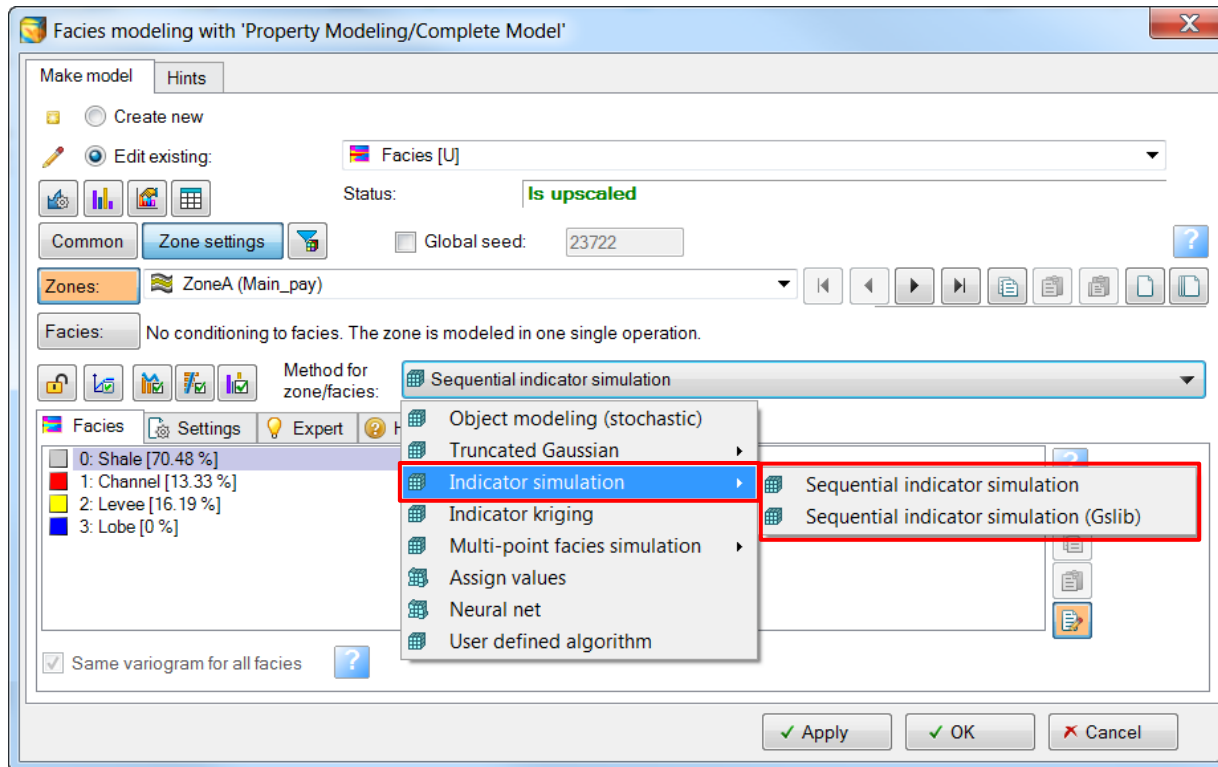 Facies modeling with 'Property Modeling/Complete Model'
X
Make model Hints
Create new
Edit existing: Facies [U]
Status: Is upscaled
Common Zone settings Global seed: 23722 ?
Zones: ZoneA (Main_pay)
Facies: No conditioning to facies. The zone is modeled in one single operation.
Method for
zone/facies: Sequential indicator simulation
Facies Settings Expert ? H
Object modeling (stochastic)
Truncated Gaussian
Indicator simulation
Indicator kriging
Multi-point facies simulation
Assign values
Neural net
User defined algorithm
Sequential indicator simulation
Sequential indicator simulation (Gslib)
0: Shale [70.48 %]
1: Channel [13.33 %]
2: Levee [16.19 %]
3: Lobe [0 %]
Same variogram for all facies ?
Apply OK Cancel